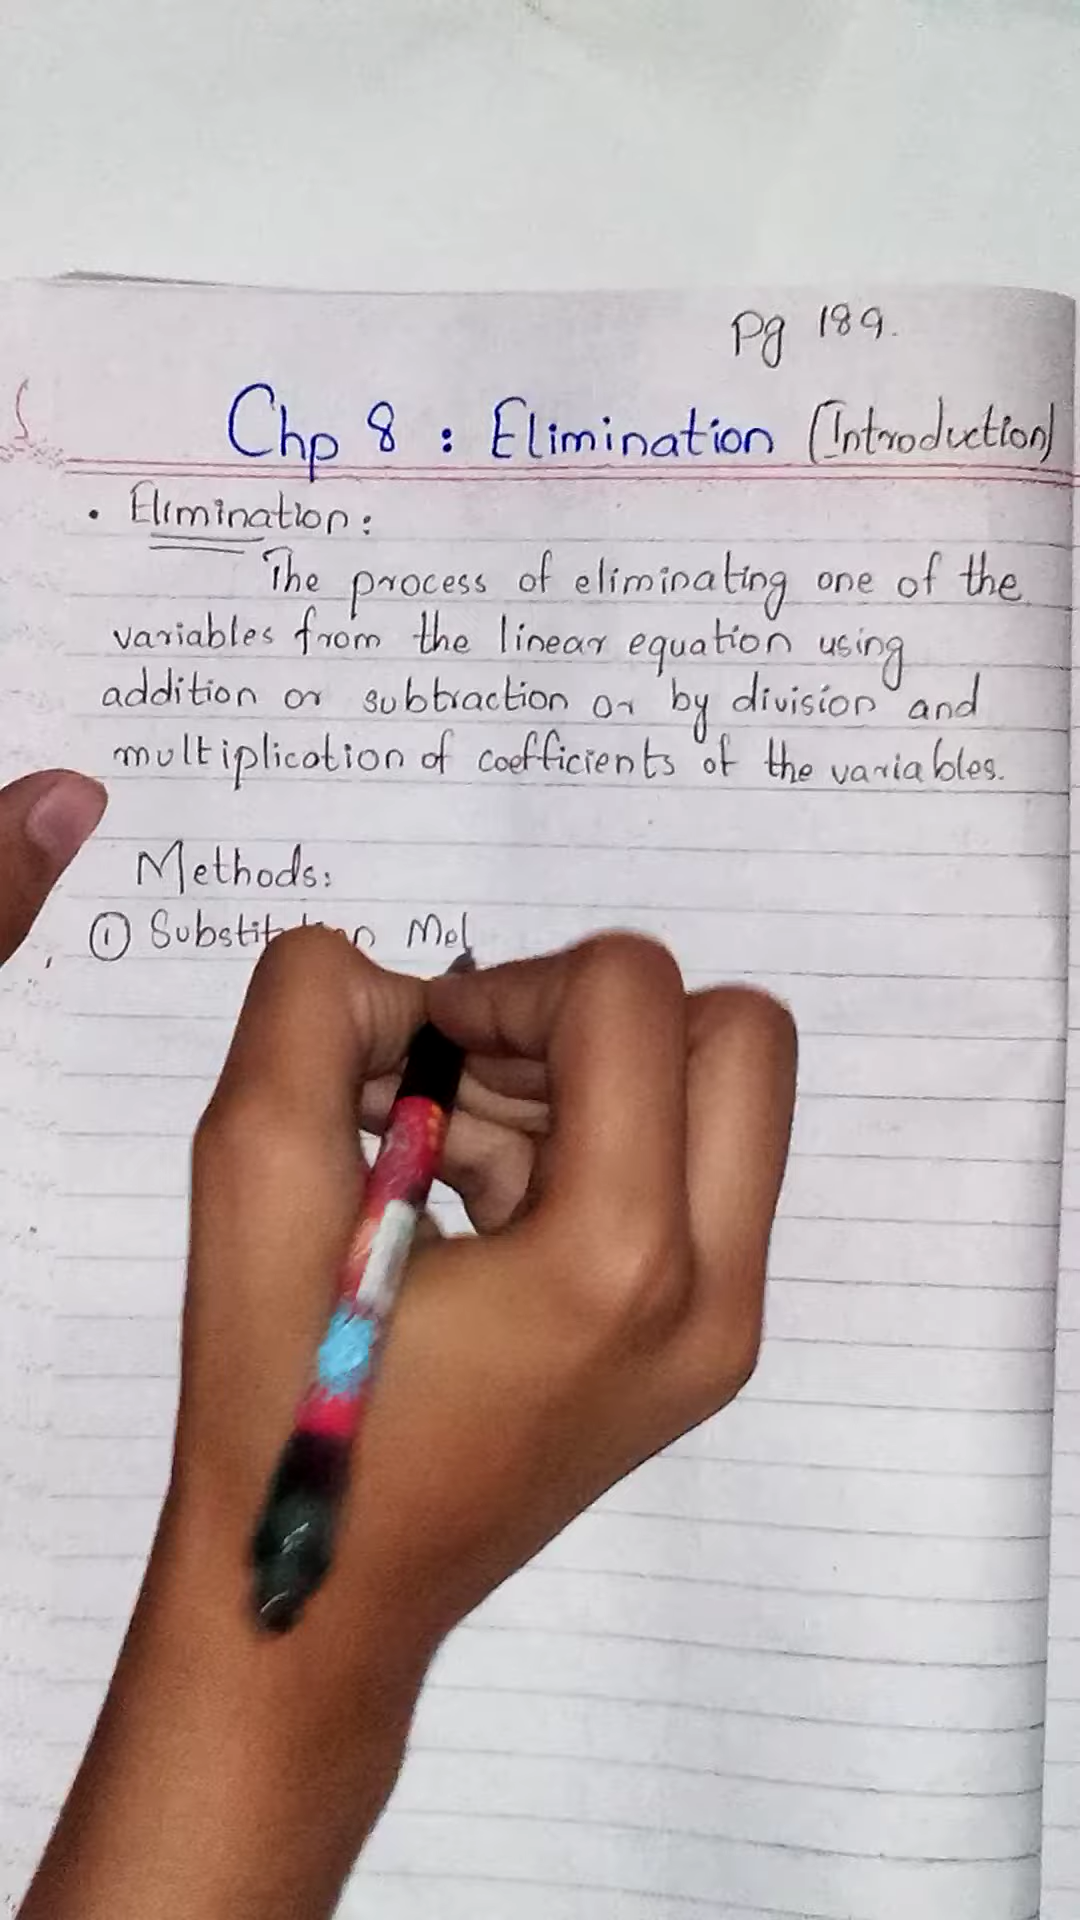 Pg 189.
Chp 8 : Elimination (Introduction)
• Elimination:
The process of eliminating one of the
variables from the linear equation using
addition or subtraction or by division and
multiplication of coefficients of the variables.
Methods:
① Substitution